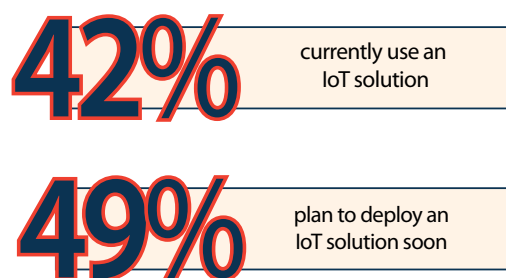 42%
currently use an
IoT solution
49%
plan to deploy an
IoT solution soon